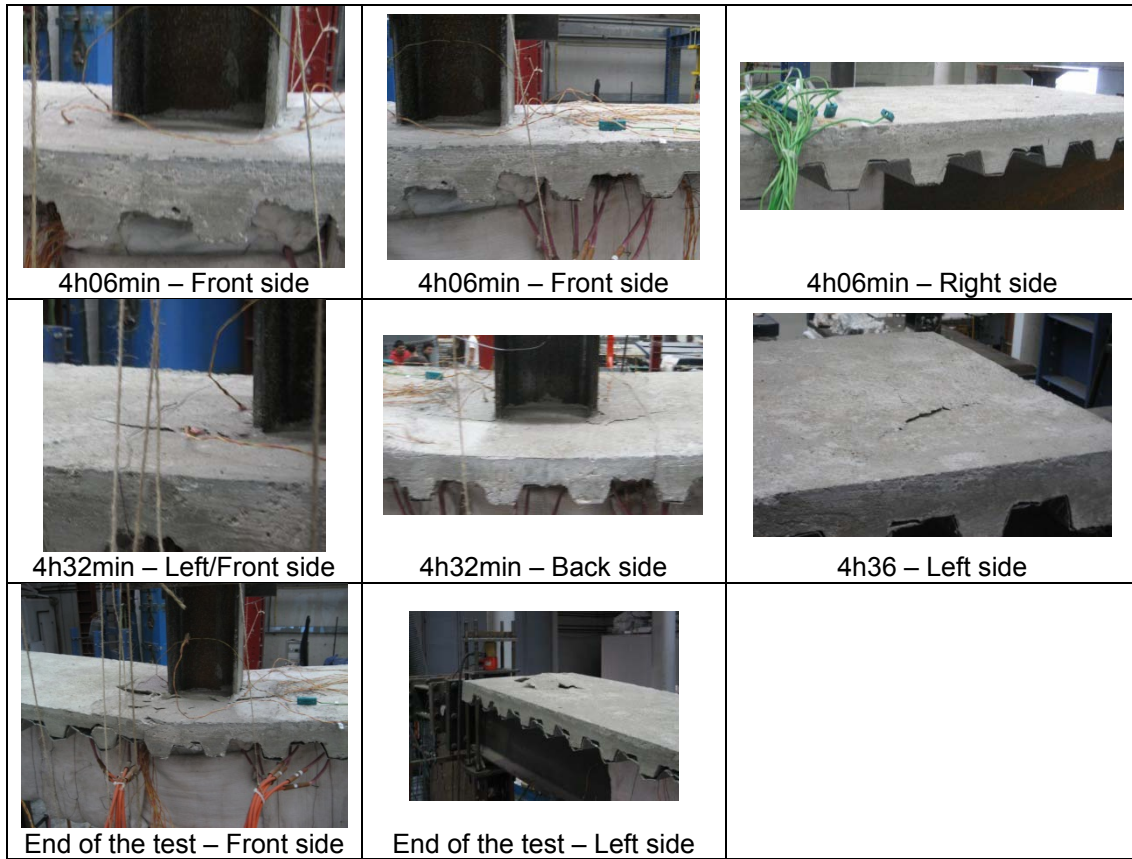 4h06min – Front side
4h06min – Front side
4h06min – Right side
4h32min – Left/Front side
4h32min – Back side
4h36 – Left side
End of the test – Front side
End of the test – Left side